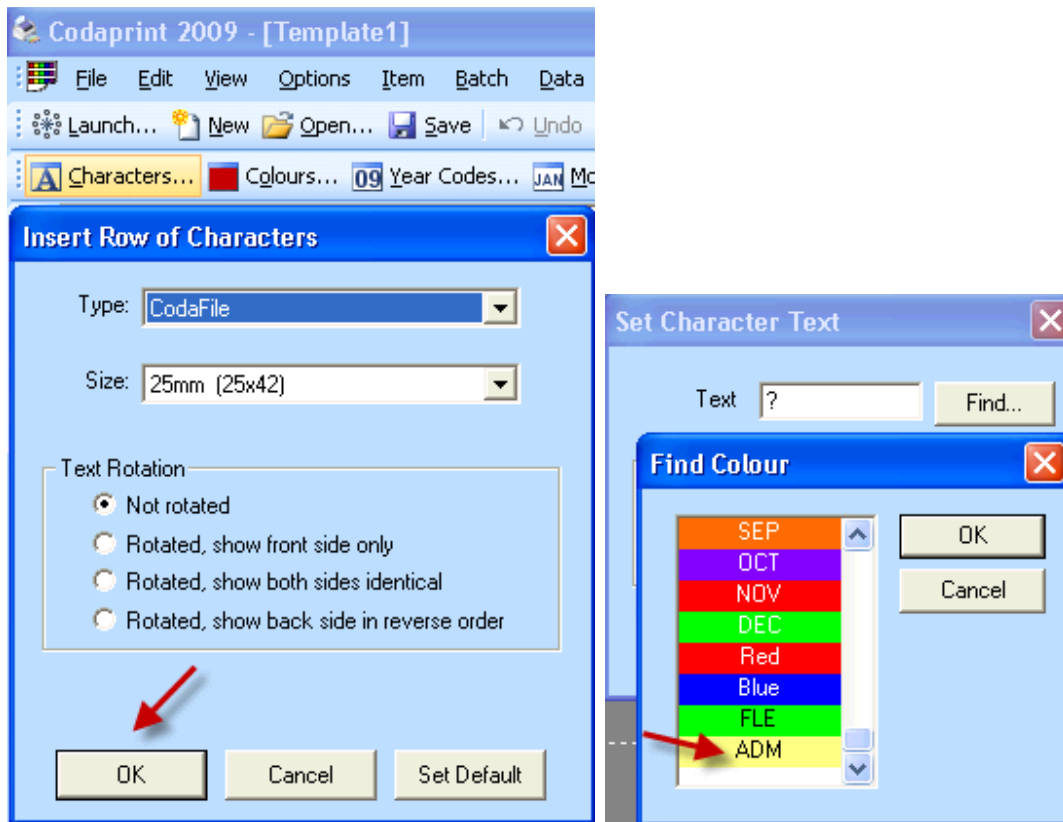 Codaprint 2009 - [Template1]
File Edit View Options Item Batch Data
Launch... New Open... Save Undo
A Characters... Colours... 09 Year Codes... JAN Mo
Insert Row of Characters
Type: CodaFile
Size: 25mm (25x42)
Text Rotation
Not rotated
Rotated, show front side only
Rotated, show both sides identical
Rotated, show back side in reverse order
OK Cancel Set Default
Set Character Text
Text ? Find...
Find Colour
SEP
OCT
NOV
DEC
Red
Blue
FLE
ADM
OK
Cancel